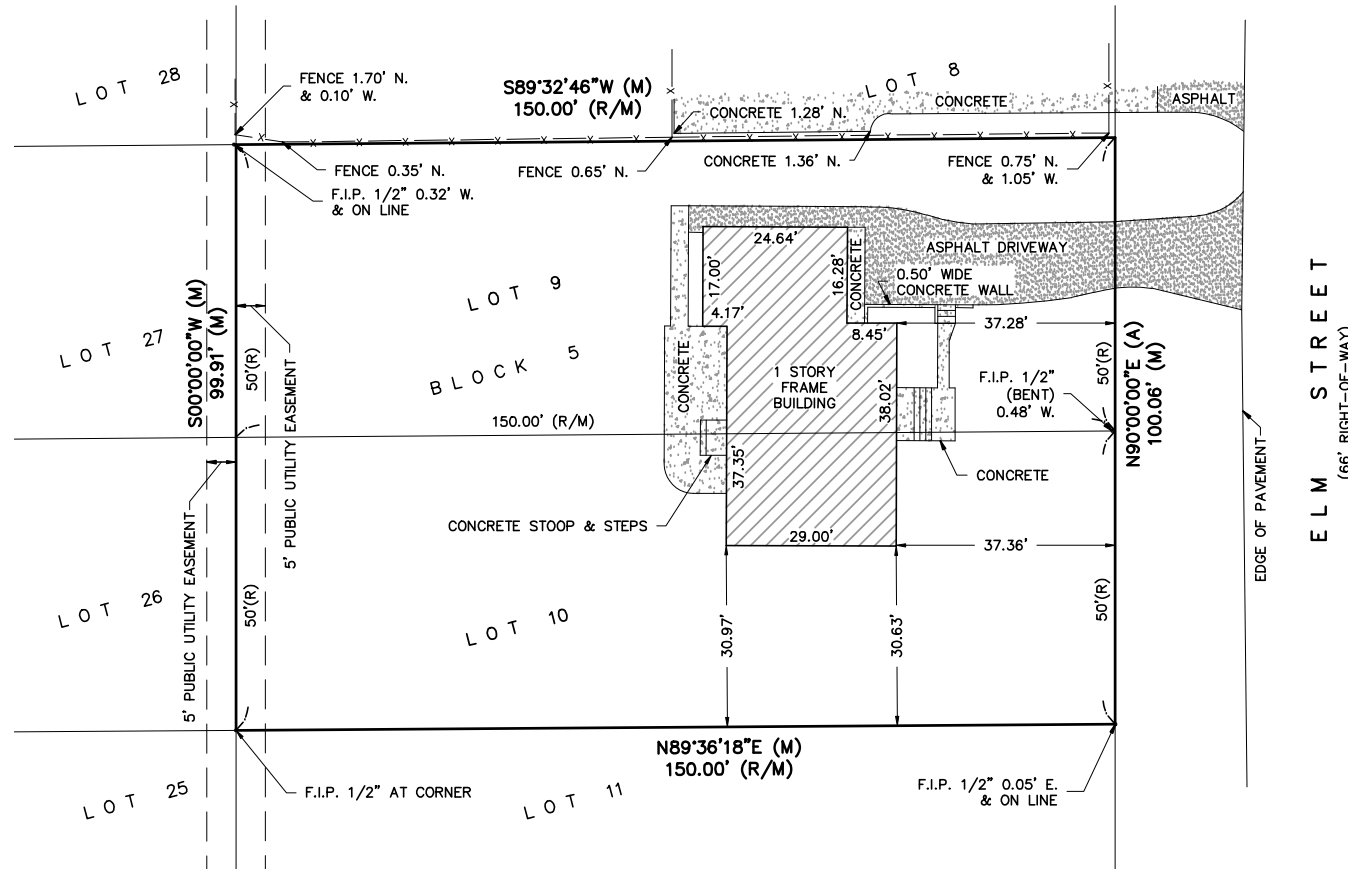 LOT 28
FENCE 1.70' N.
& 0.10' W.
S89°32'46"W (M)
150.00' (R/M)
LOT 8
CONCRETE
ASPHALT
CONCRETE 1.28' N.
FENCE 0.35' N.
FENCE 0.65' N.
CONCRETE 1.36' N.
FENCE 0.75' N.
& 1.05' W.
F.I.P. 1/2" 0.32' W.
& ON LINE
24.64'
ASPHALT DRIVEWAY
CONCRETE
17.00'
16.28'
0.50' WIDE
CONCRETE WALL
LOT 9
4.17'
8.45'
37.28'
LOT 27
S00°00'00"W (M)
99.91' (M)
50'(R)
5' PUBLIC UTILITY EASEMENT
BLOCK 5
CONCRETE
1 STORY
FRAME
BUILDING
38.02'
F.I.P. 1/2"
(BENT)
0.48' W.
50'(R)
N90°00'00"E (A)
100.06' (M)
ELM STREET
(66' RIGHT-OF-WAY)
150.00' (R/M)
37.35'
CONCRETE
CONCRETE STOOP & STEPS
EDGE OF PAVEMENT
29.00'
37.36'
LOT 26
5' PUBLIC UTILITY EASEMENT
50'(R)
LOT 10
30.97'
30.63'
50'(R)
N89°36'18"E (M)
150.00' (R/M)
LOT 25
F.I.P. 1/2" AT CORNER
LOT 11
F.I.P. 1/2" 0.05' E.
& ON LINE